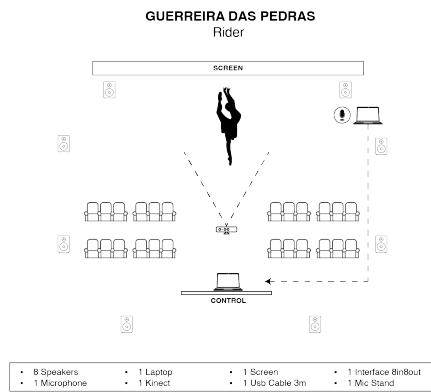 GUERREIRA DAS PEDRAS
Rider
SCREEN
CONTROL
• 8 Speakers
• 1 Microphone
• 1 Laptop
• 1 Kinect
• 1 Screen
• 1 Usb Cable 3m
• 1 Interface 8in8out
• 1 Mic Stand